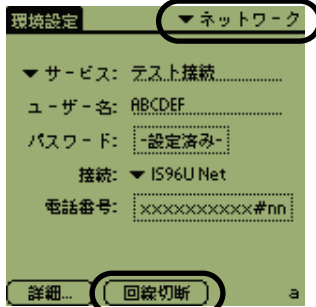 環境設定 ▼ネットワーク
▼サービス: テスト接続
ユーザー名: ABCDEF
パスワード: -設定済み-
接続: ▼IS96U Net
電話番号: xxxxxxxxxx#nn
詳細... 回線切断 a